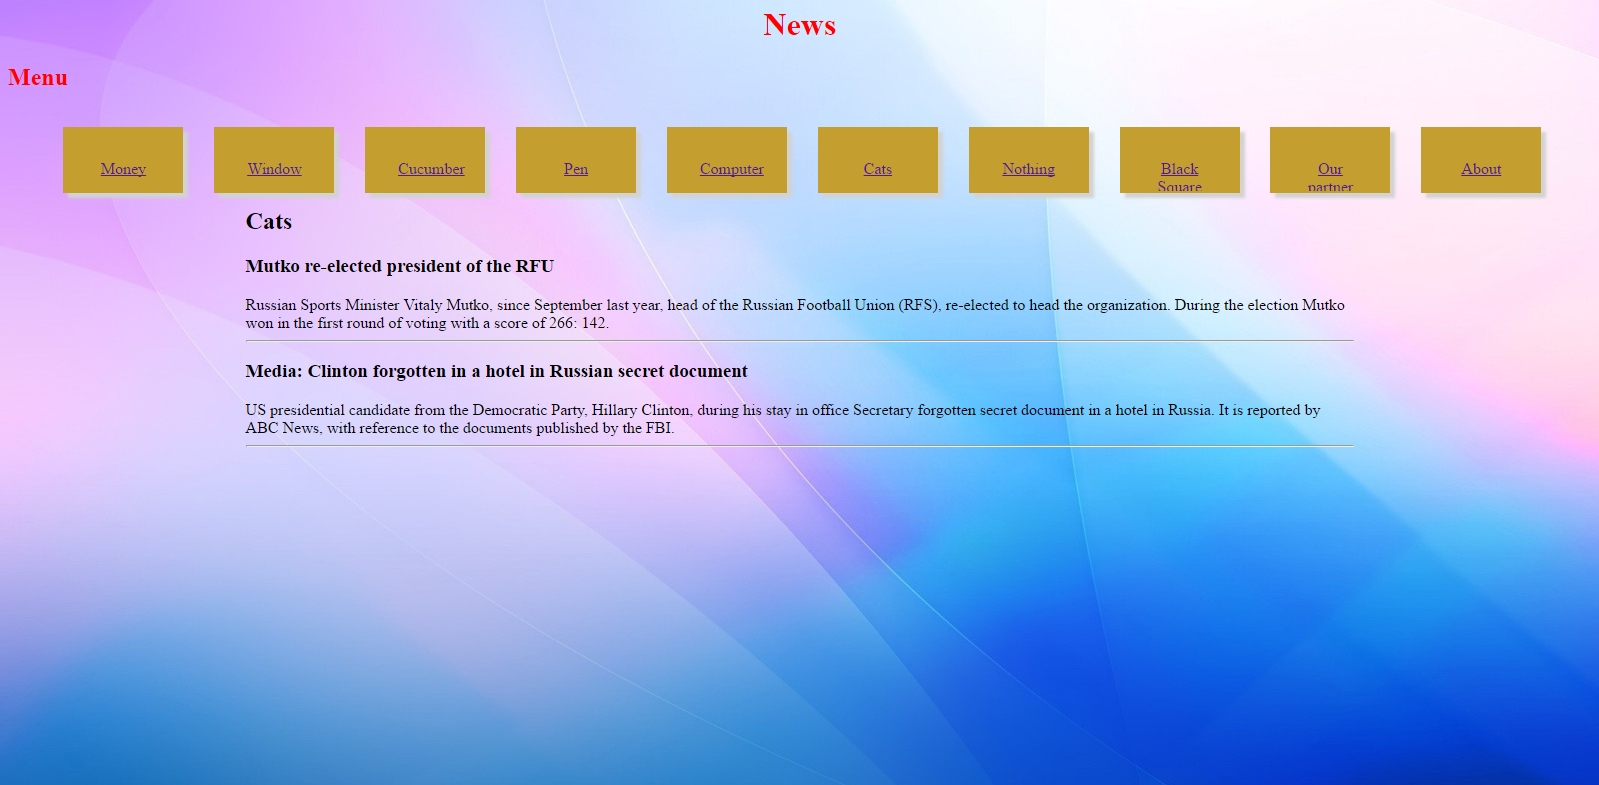 News
Menu
Money
Window
Cucumber
Pen
Computer
Cats
Nothing
Black
Square
Our
partner
About
Cats
Mutko re-elected president of the RFU
Russian Sports Minister Vitaly Mutko, since September last year, head of the Russian Football Union (RFS), re-elected to head the organization. During the election Mutko
won in the first round of voting with a score of 266: 142.
Media: Clinton forgotten in a hotel in Russian secret document
US presidential candidate from the Democratic Party, Hillary Clinton, during his stay in office Secretary forgotten secret document in a hotel in Russia. It is reported by
ABC News, with reference to the documents published by the FBI.